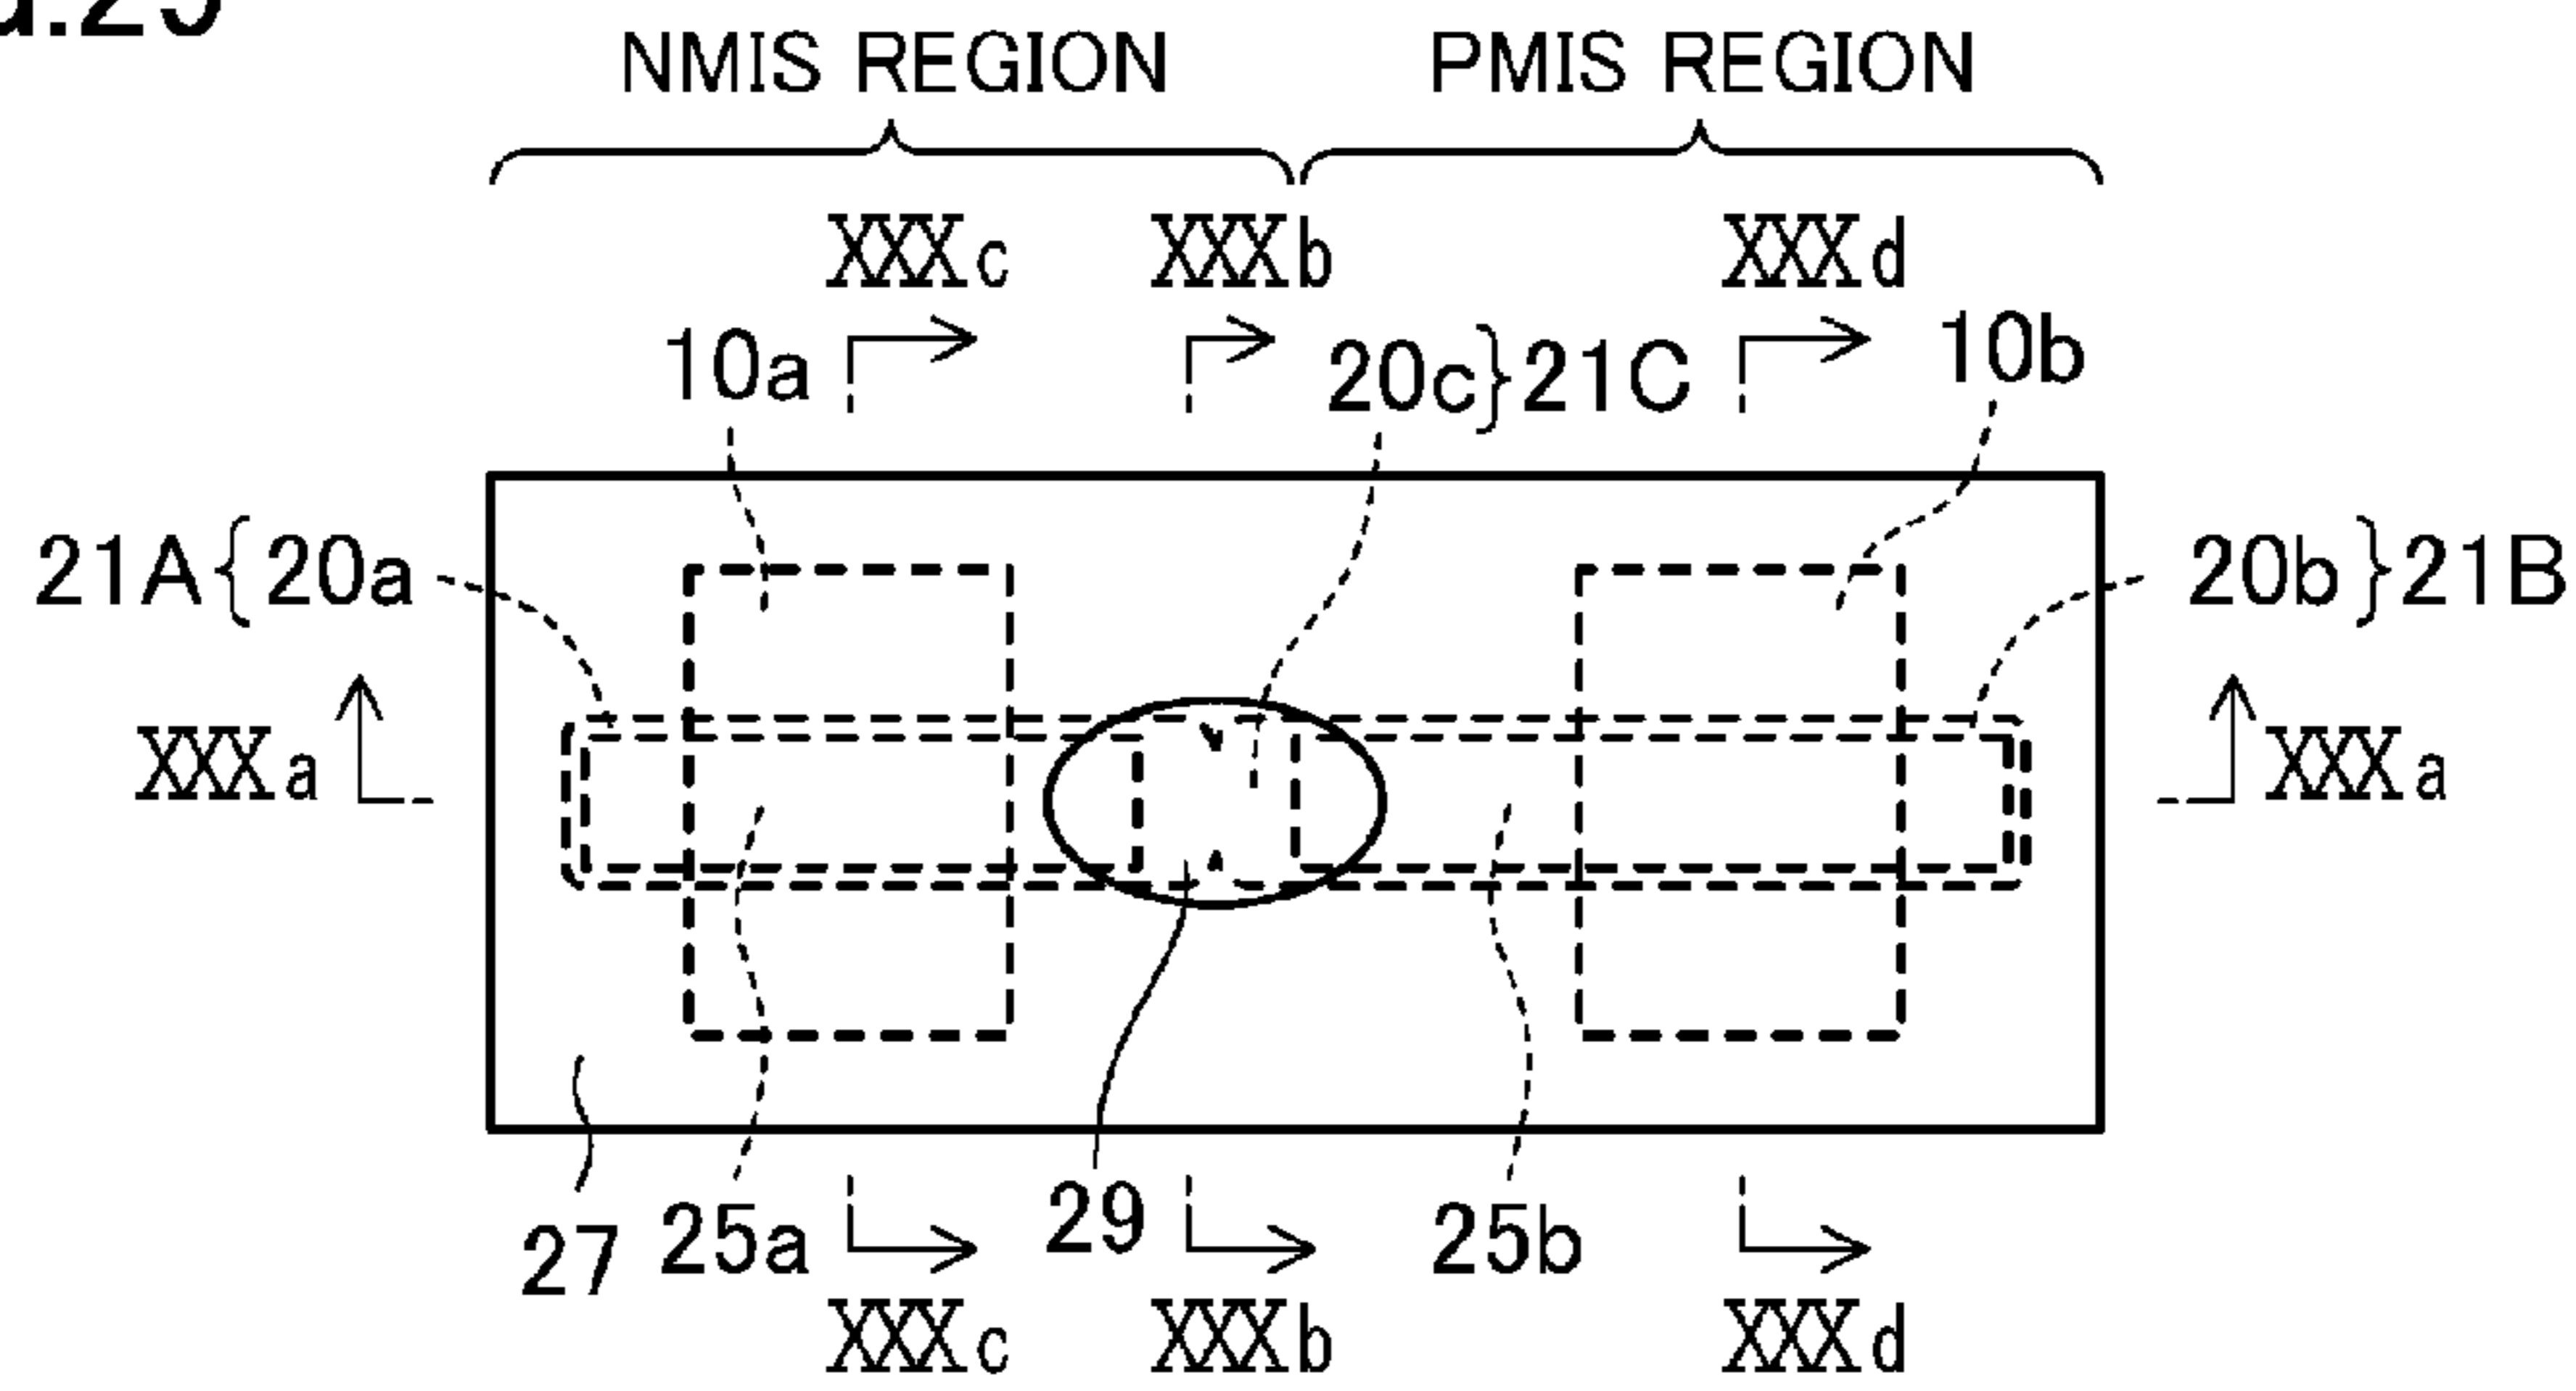 NMIS REGION PMIS REGION
XXXc XXXb XXXd
10a 20c}21C 10b
21A{20a 20b}21B
XXXa XXXa
27 25a 29 25b
XXXc XXXb XXXd